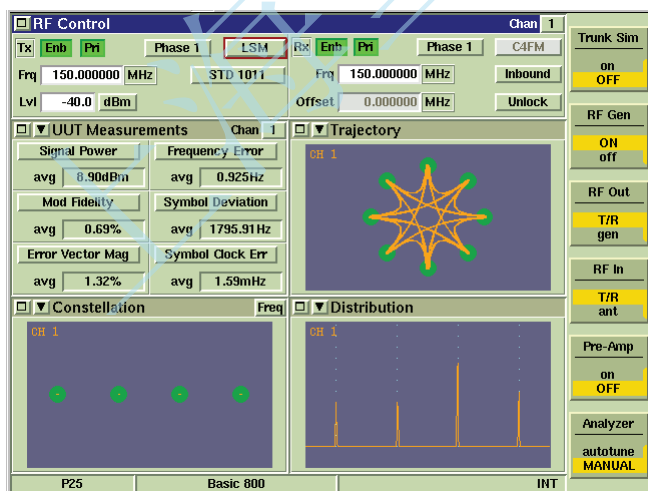 RF Control Chan 1
Tx Enb Pri Phase 1 LSM Rx Enb Pri Phase 1 C4FM
Frq 150.000000 MHz STD 1011 Frq 150.000000 MHz Inbound
Lvl -40.0 dBm Offset 0.000000 MHz Unlock
UUT Measurements Chan 1
Signal Power Frequency Error
avg 8.90dBm avg 0.925Hz
Mod Fidelity Symbol Deviation
avg 0.69% avg 1795.91Hz
Error Vector Mag Symbol Clock Err
avg 1.32% avg 1.59mHz
Trajectory
CH 1
Constellation Freq
CH 1
Distribution
CH 1
Trunk Sim
on
OFF
RF Gen
ON
off
RF Out
T/R
gen
RF In
T/R
ant
Pre-Amp
on
OFF
Analyzer
autotune
MANUAL
P25 Basic 800 INT